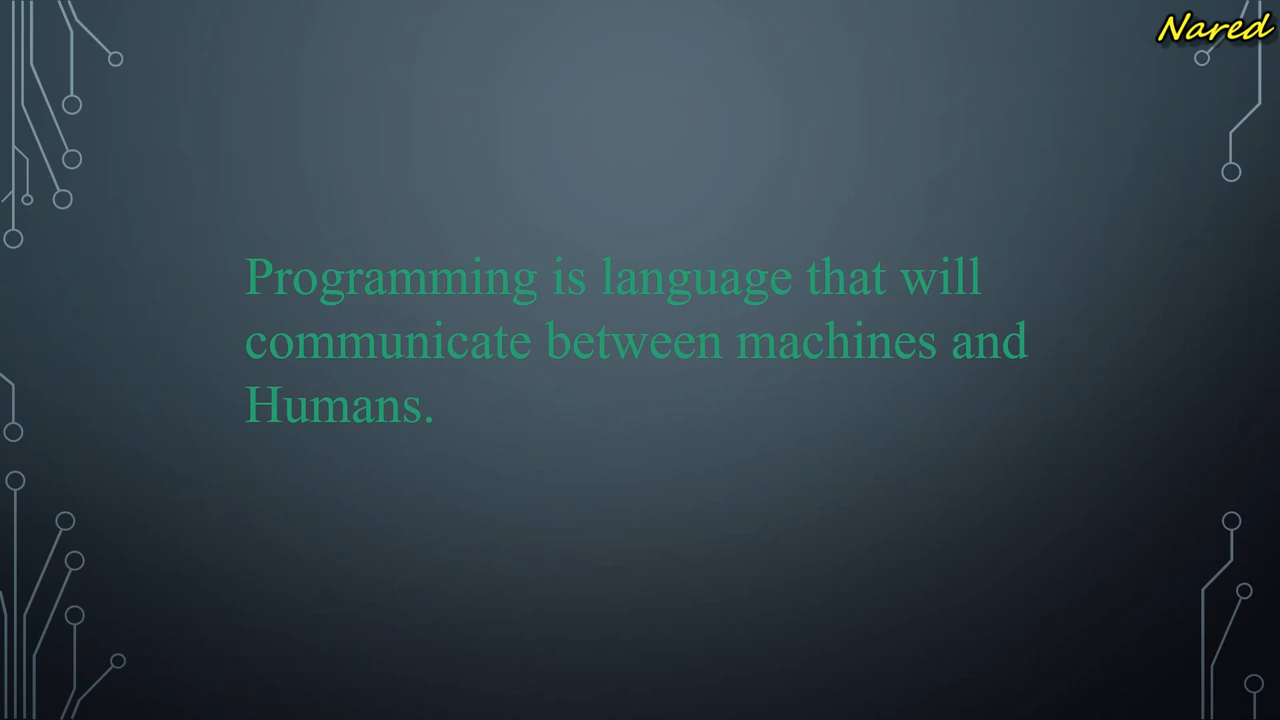 Nared
Programming is language that will
communicate between machines and
Humans.